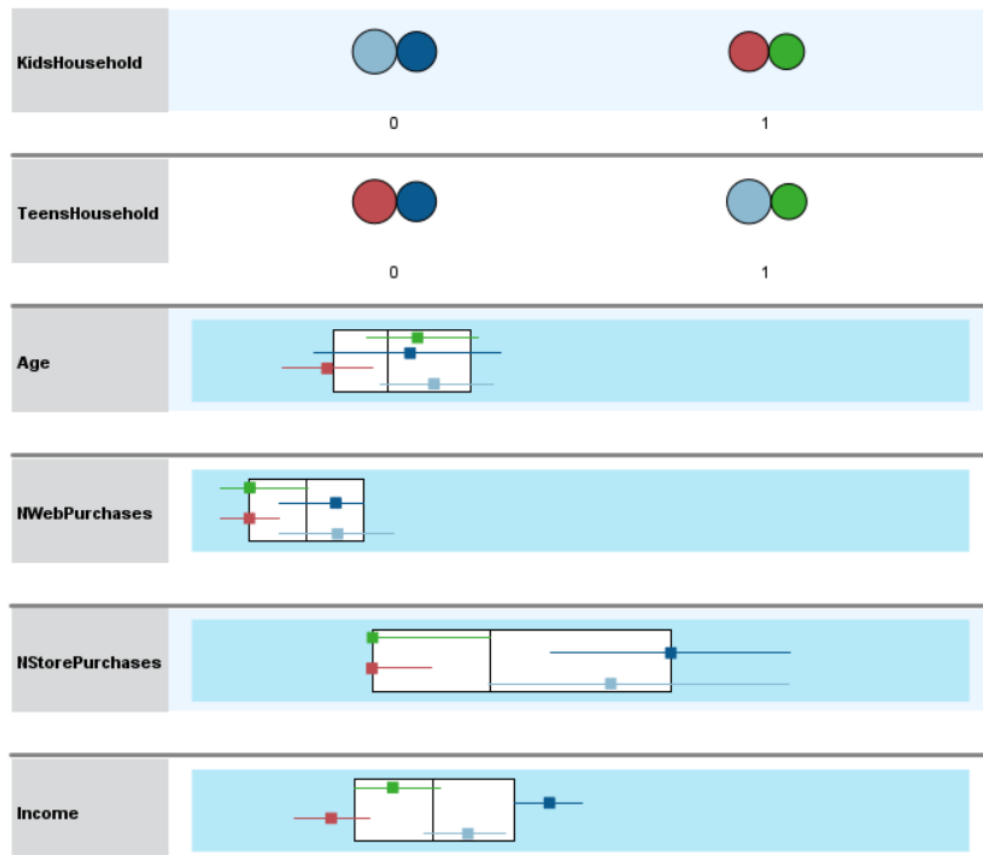 KidsHousehold
0 1
TeensHousehold
0 1
Age
NWebPurchases
NStorePurchases
Income